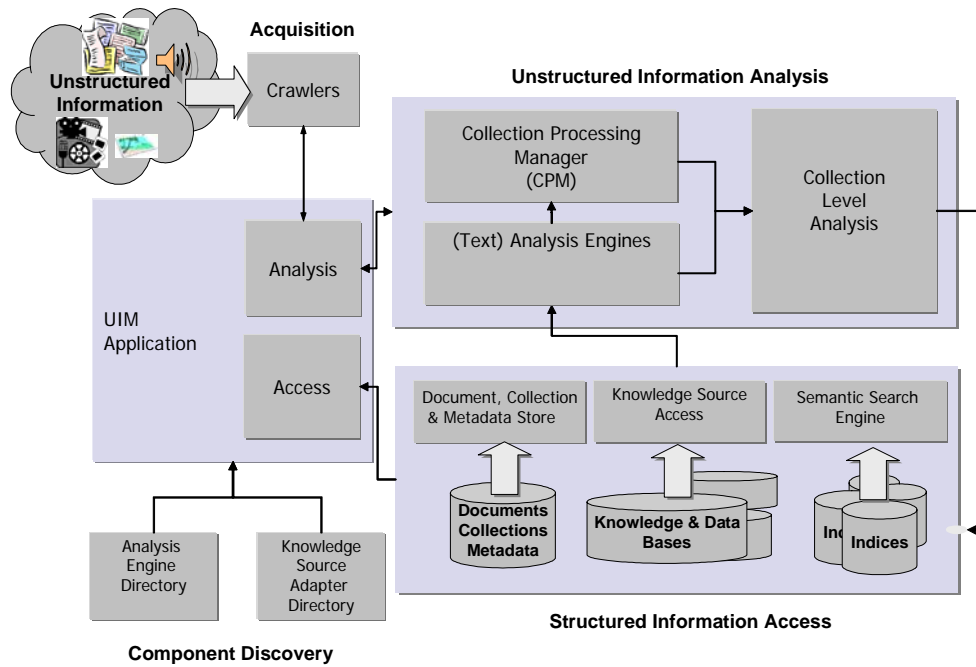 Acquisition
Unstructured
Information
Crawlers
Unstructured Information Analysis
Collection Processing
Manager
(CPM)
(Text) Analysis Engines
Collection
Level
Analysis
UIM
Application
Analysis
Access
Document, Collection
& Metadata Store
Knowledge Source
Access
Semantic Search
Engine
Documents
Collections
Metadata
Knowledge & Data
Bases
Indices
Analysis
Engine
Directory
Knowledge
Source
Adapter
Directory
Structured Information Access
Component Discovery